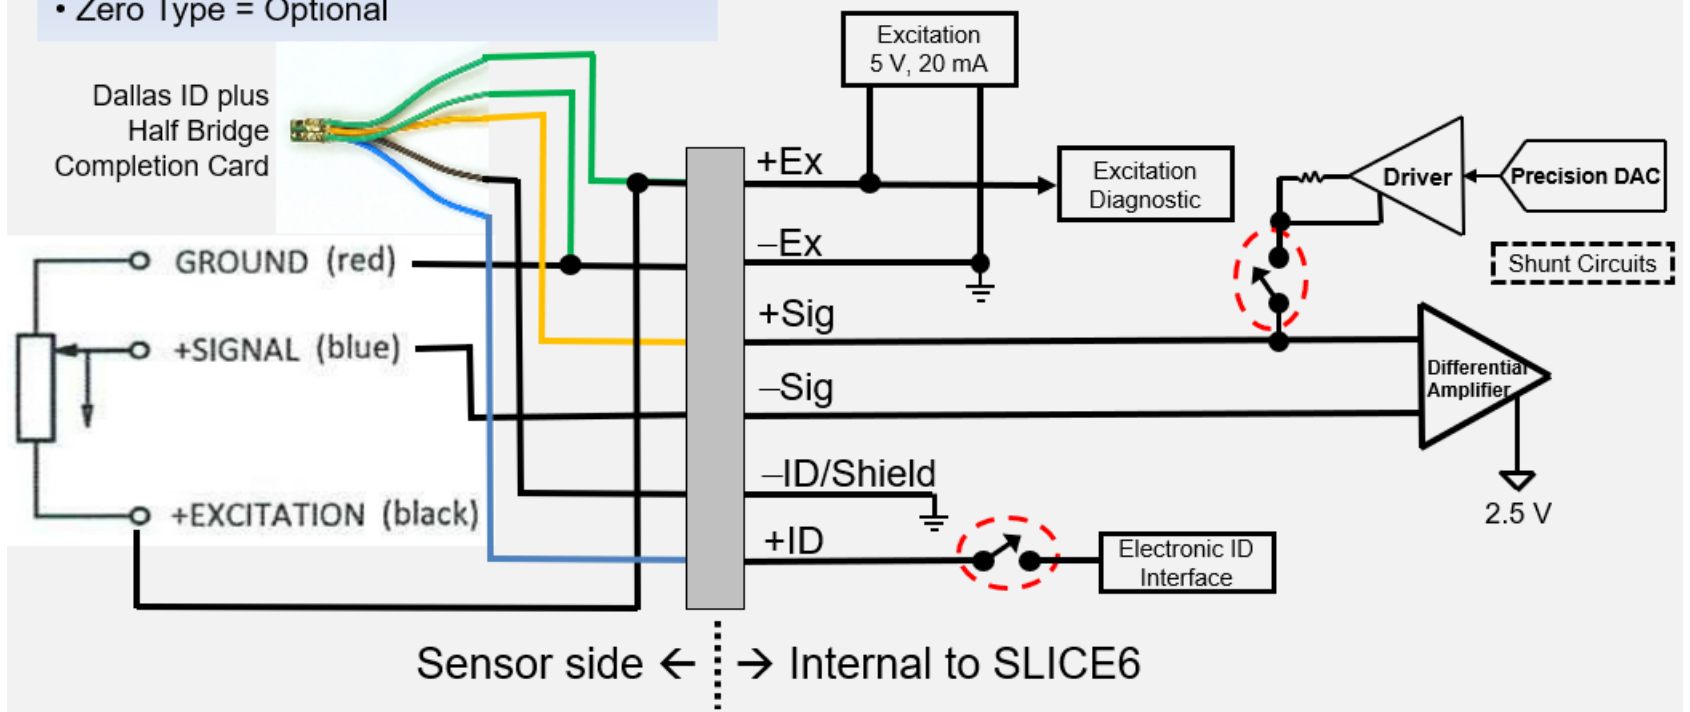 • Zero Type = Optional
Dallas ID plus
Half Bridge
Completion Card
Excitation
5 V, 20 mA
+Ex
Excitation
Diagnostic
Driver
Precision DAC
–Ex
Shunt Circuits
GROUND (red)
+Sig
+SIGNAL (blue)
–Sig
Differential
Amplifier
–ID/Shield
2.5 V
+EXCITATION (black)
+ID
Electronic ID
Interface
Sensor side ← → Internal to SLICE6